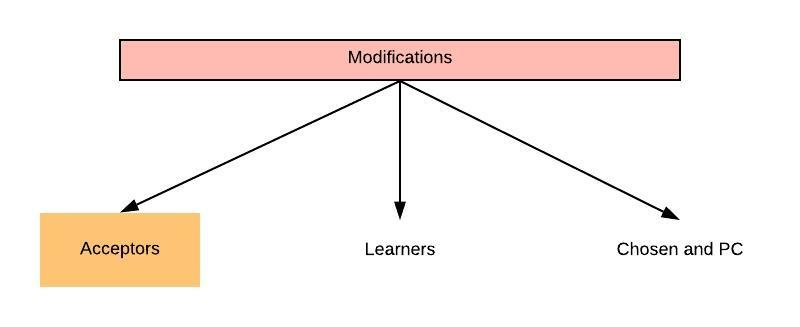 Modifications
Acceptors
Learners
Chosen and PC